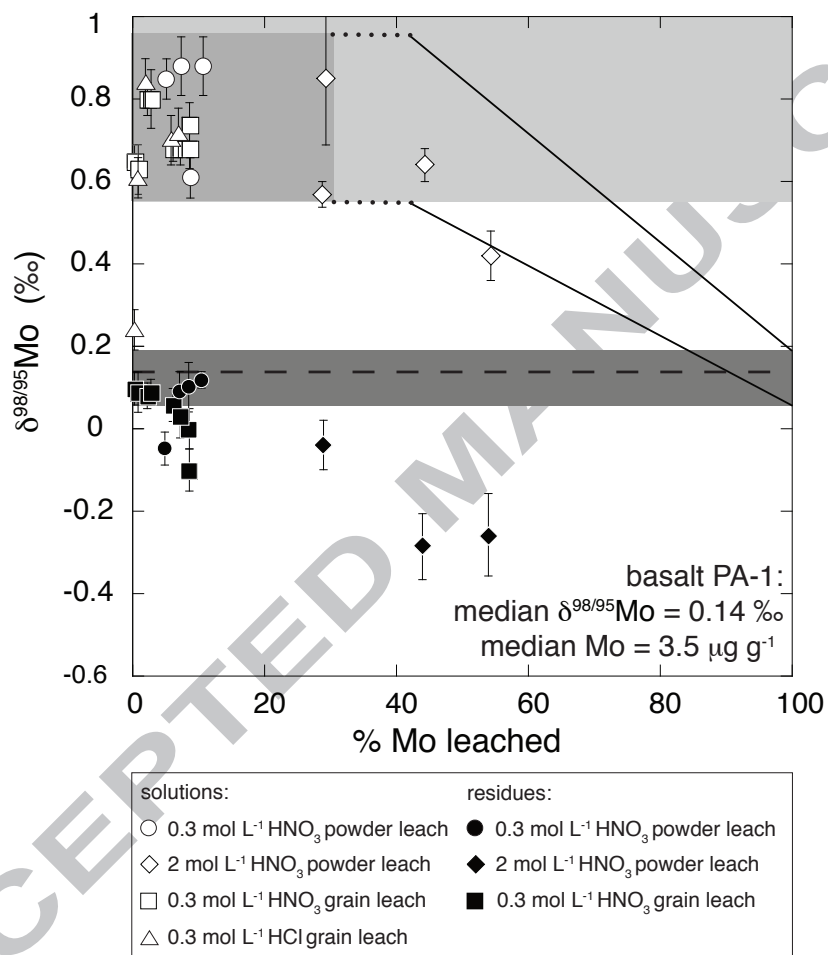 1
0.8
0.6
0.4
0.2
0
-0.2
-0.4
-0.6
δ98/95Mo (‰)
0 20 40 60 80 100
% Mo leached
basalt PA-1:
median δ98/95Mo = 0.14 ‰
median Mo = 3.5 μg g-1
solutions: residues:
0.3 mol L-1 HNO3 powder leach 0.3 mol L-1 HNO3 powder leach
2 mol L-1 HNO3 powder leach 2 mol L-1 HNO3 powder leach
0.3 mol L-1 HNO3 grain leach 0.3 mol L-1 HNO3 grain leach
0.3 mol L-1 HCl grain leach